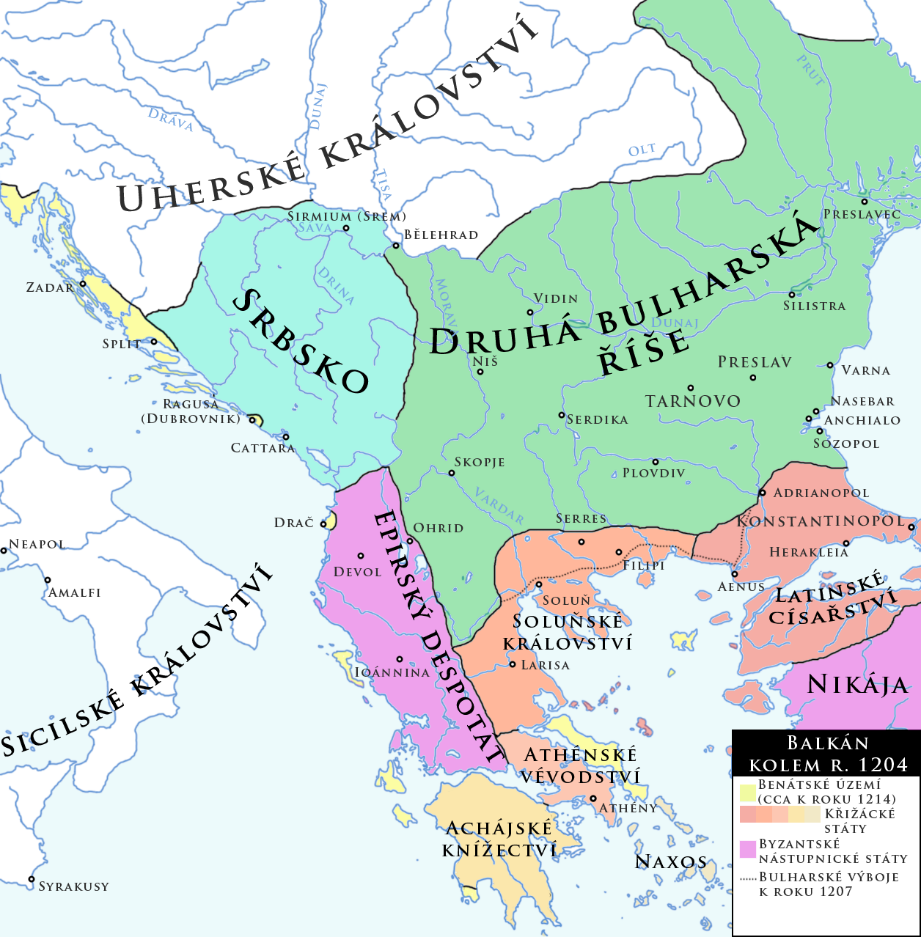 Uherské království
Dráva
Dunaj
Tisa
Olt
Prut
Sirmium (Srem)
Sáva
Bělehrad
Preslavec
Zadar
Drina
Morava
Vidin
Silistra
Split
Srbsko
Druhá bulharská
říše
Dunaj
Niš
Preslav
Varna
Tarnovo
Ragusa
(Dubrovnik)
Serdika
Nasebar
Anchialo
Sozopol
Cattara
Skopje
Plovdiv
Vardar
Adrianopol
Drač
Ohrid
Serres
Konstantinopol
Neapol
Devol
Filipi
Herakleia
Amalfi
Aenus
Soluň
Latinské
císařství
Epirský despotát
Soluňské
království
Larisa
Ioánnina
Nikája
Sicilské království
Athénské
vévodství
Athény
Achájské
knížectví
Naxos
Syrakusy
Balkán
kolem r. 1204
Benátské území
(cca k roku 1214)
Křižácké
státy
Byzantské
nástupnické státy
Bulharské výboje
k roku 1207